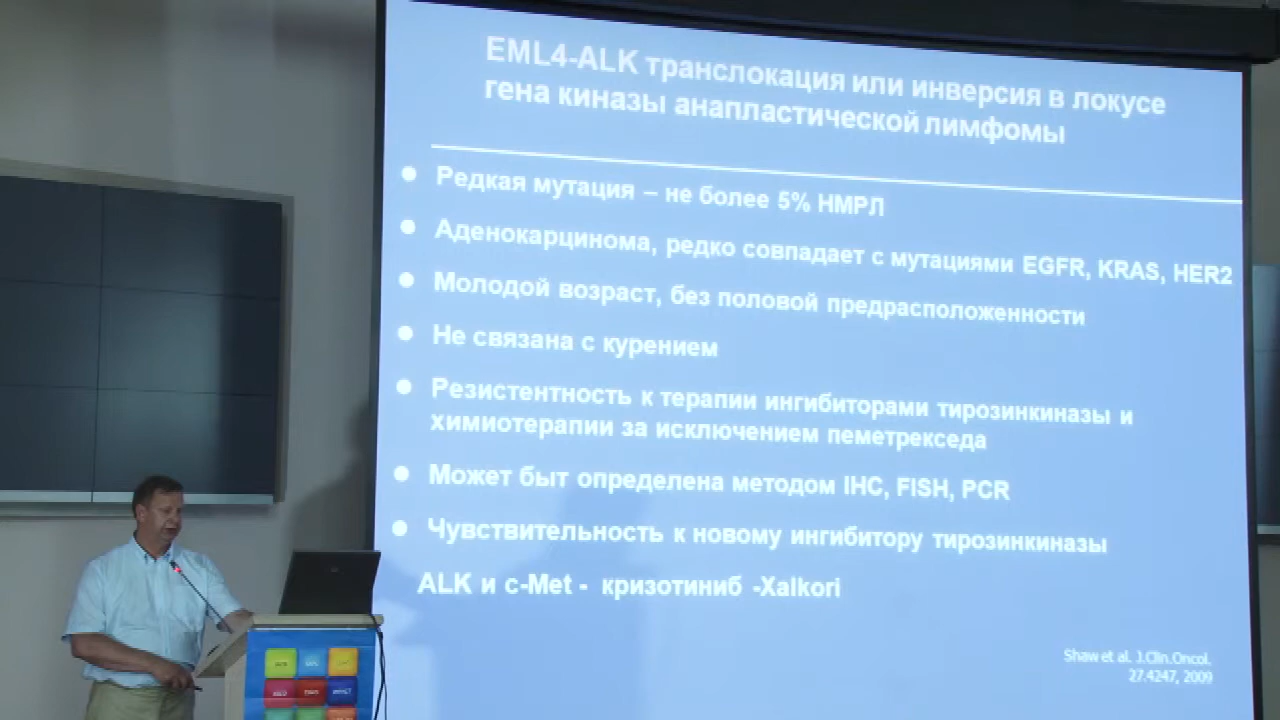 EML4-ALK транслокация или инверсия в локусе
гена киназы анапластической лимфомы
Редкая мутация – не более 5% НМРЛ
Аденокарцинома, редко совпадает с мутациями EGFR, KRAS, HER2
Молодой возраст, без половой предрасположенности
Не связана с курением
Резистентность к терапии ингибиторами тирозинкиназы и
химиотерапии за исключением пеметрекседа
Может быт определена методом IHC, FISH, PCR
Чувствительность к новому ингибитору тирозинкиназы
ALK и c-Met - кризотиниб -Xalkori
Shaw et al. J.Clin.Oncol.
27:4247, 2009